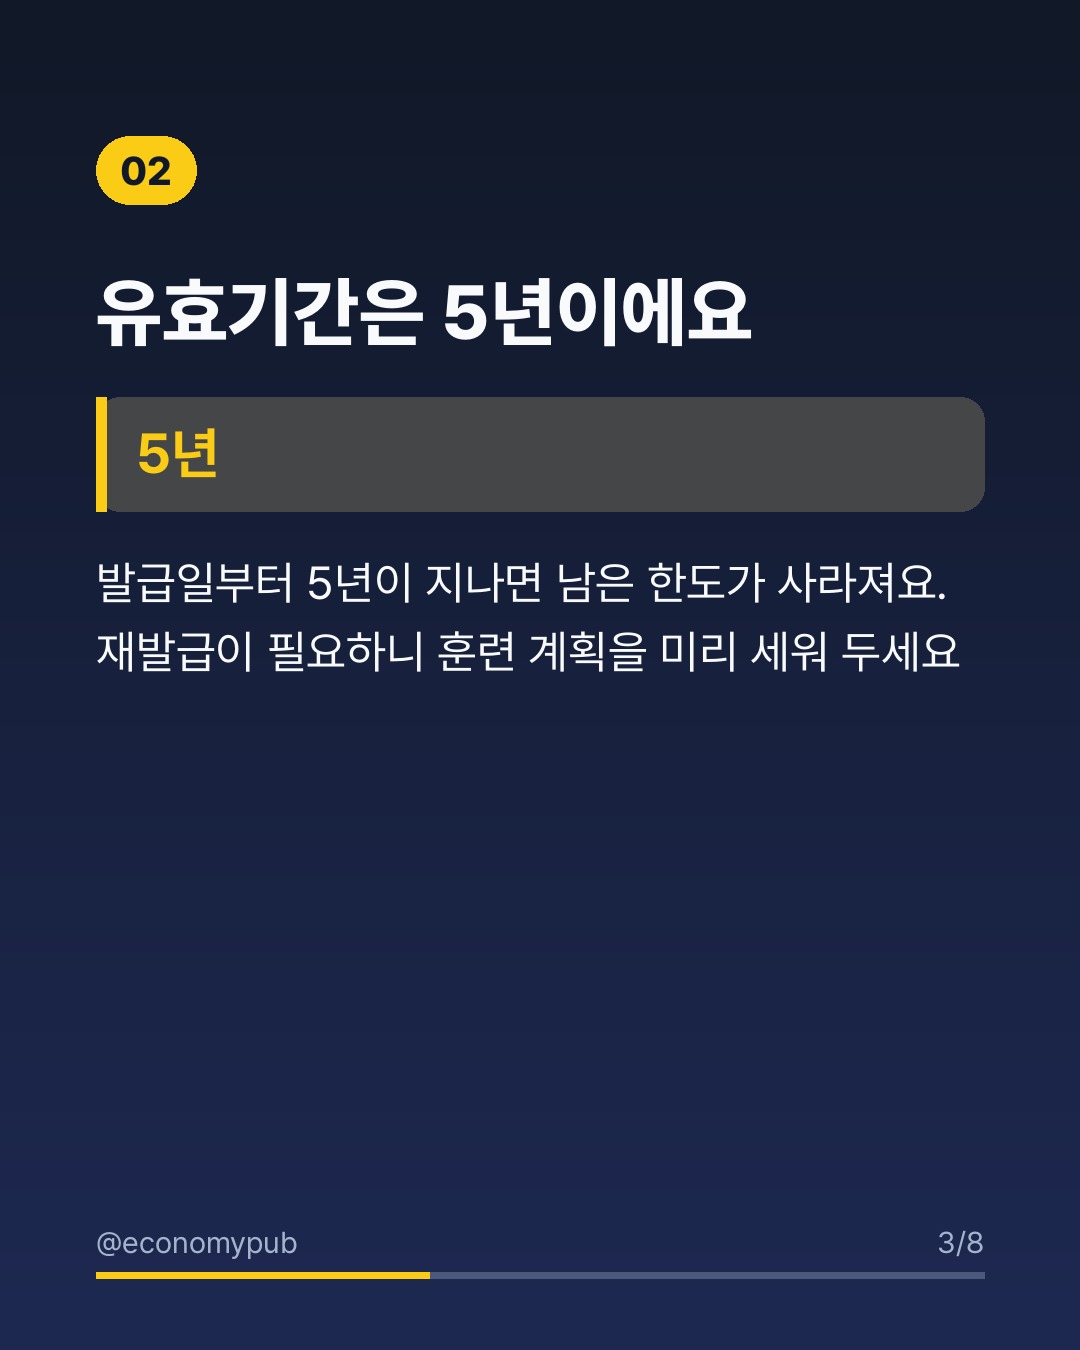 02
유효기간은 5년이에요
5년
발급일부터 5년이 지나면 남은 한도가 사라져요.
재발급이 필요하니 훈련 계획을 미리 세워 두세요
@economypub
3/8